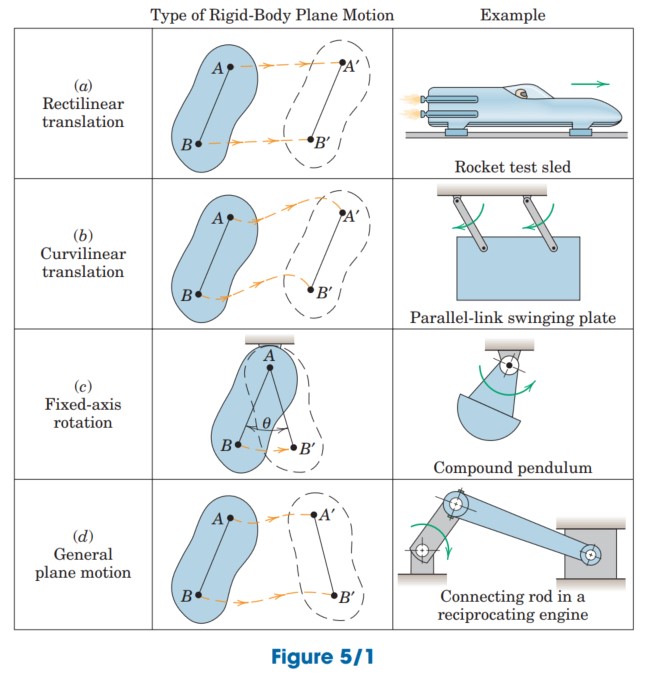 Type of Rigid-Body Plane Motion
Example
(a)
Rectilinear
translation
A
A′
B
B′
Rocket test sled
(b)
Curvilinear
translation
A
A′
B
B′
Parallel-link swinging plate
(c)
Fixed-axis
rotation
A
θ
B
B′
Compound pendulum
(d)
General
plane motion
A
A′
B
B′
Connecting rod in a
reciprocating engine
Figure 5/1